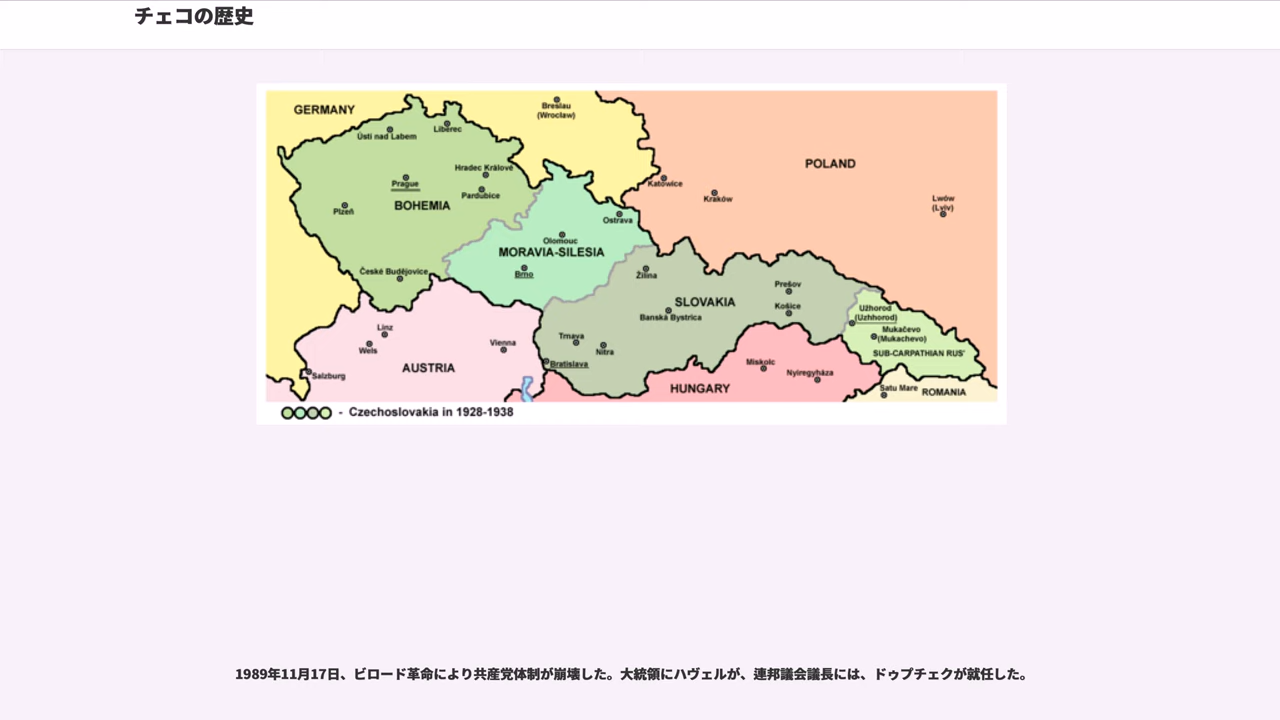 チェコの歴史
GERMANY
Breslau
(Wroclaw)
Ústí nad Labem
Liberec
POLAND
Hradec Králové
Prague
Pardubice
Katowice
Kraków
Lwów
(Lviv)
Plzeň
BOHEMIA
Ostrava
Olomouc
MORAVIA-SILESIA
České Budějovice
Brno
Žilina
Prešov
SLOVAKIA
Košice
Banská Bystrica
Užhorod
(Uzhhorod)
Linz
Wels
Vienna
Trnava
Nitra
Mukačevo
(Mukachevo)
SUB-CARPATHIAN RUS'
Salzburg
AUSTRIA
Bratislava
Miskolc
Nyíregyháza
HUNGARY
Satu Mare
ROMANIA
- Czechoslovakia in 1928-1938
1989年11月17日、ビロード革命により共産党体制が崩壊した。大統領にハヴェルが、連邦議会議長には、ドゥプチェクが就任した。